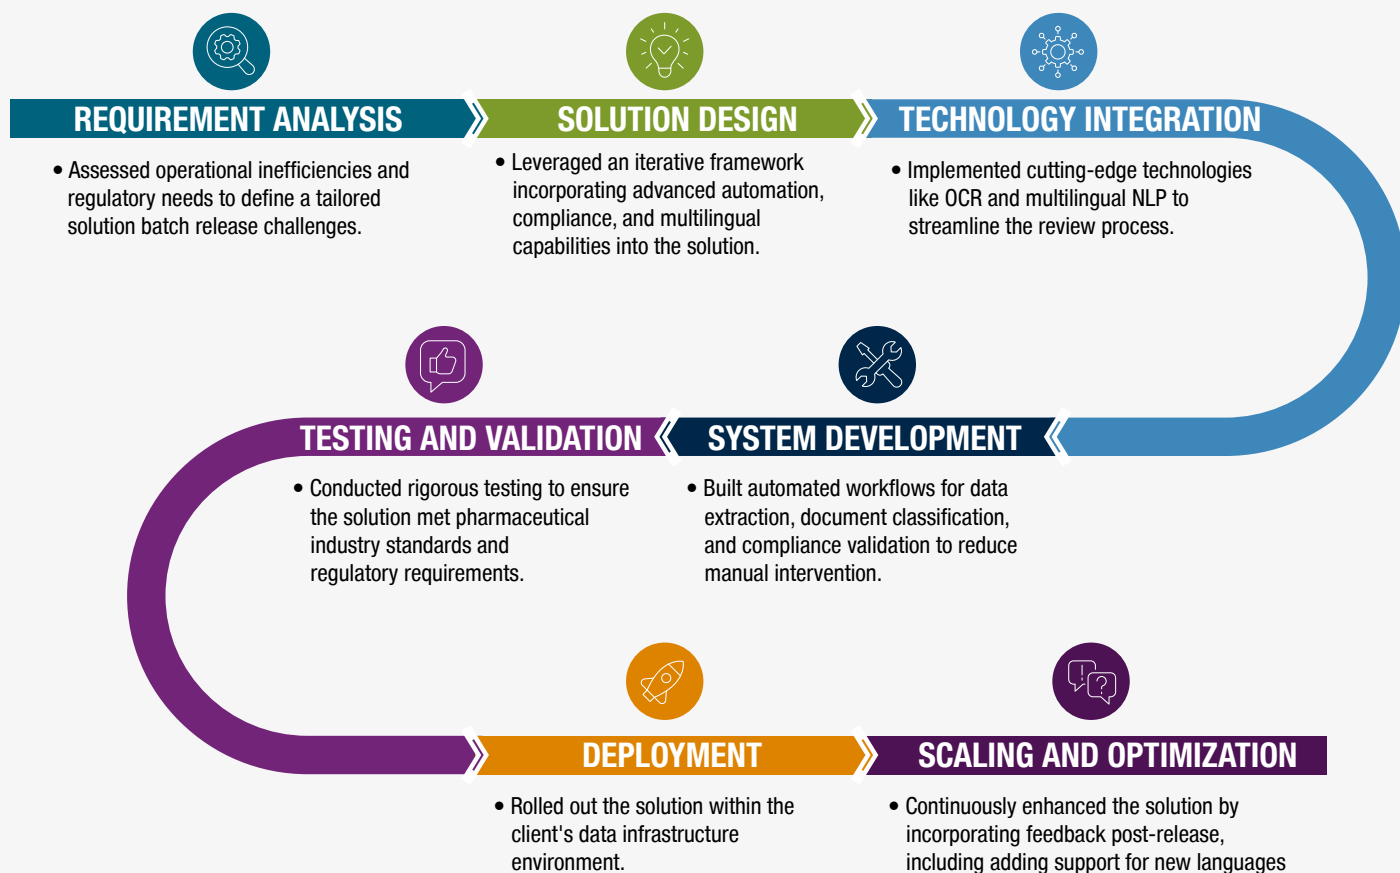 REQUIREMENT ANALYSIS
• Assessed operational inefficiencies and
regulatory needs to define a tailored
solution batch release challenges.
SOLUTION DESIGN
• Leveraged an iterative framework
incorporating advanced automation,
compliance, and multilingual
capabilities into the solution.
TECHNOLOGY INTEGRATION
• Implemented cutting-edge technologies
like OCR and multilingual NLP to
streamline the review process.
SYSTEM DEVELOPMENT
• Built automated workflows for data
extraction, document classification,
and compliance validation to reduce
manual intervention.
TESTING AND VALIDATION
• Conducted rigorous testing to ensure
the solution met pharmaceutical
industry standards and
regulatory requirements.
DEPLOYMENT
• Rolled out the solution within the
client's data infrastructure
environment.
SCALING AND OPTIMIZATION
• Continuously enhanced the solution by
incorporating feedback post-release,
including adding support for new languages